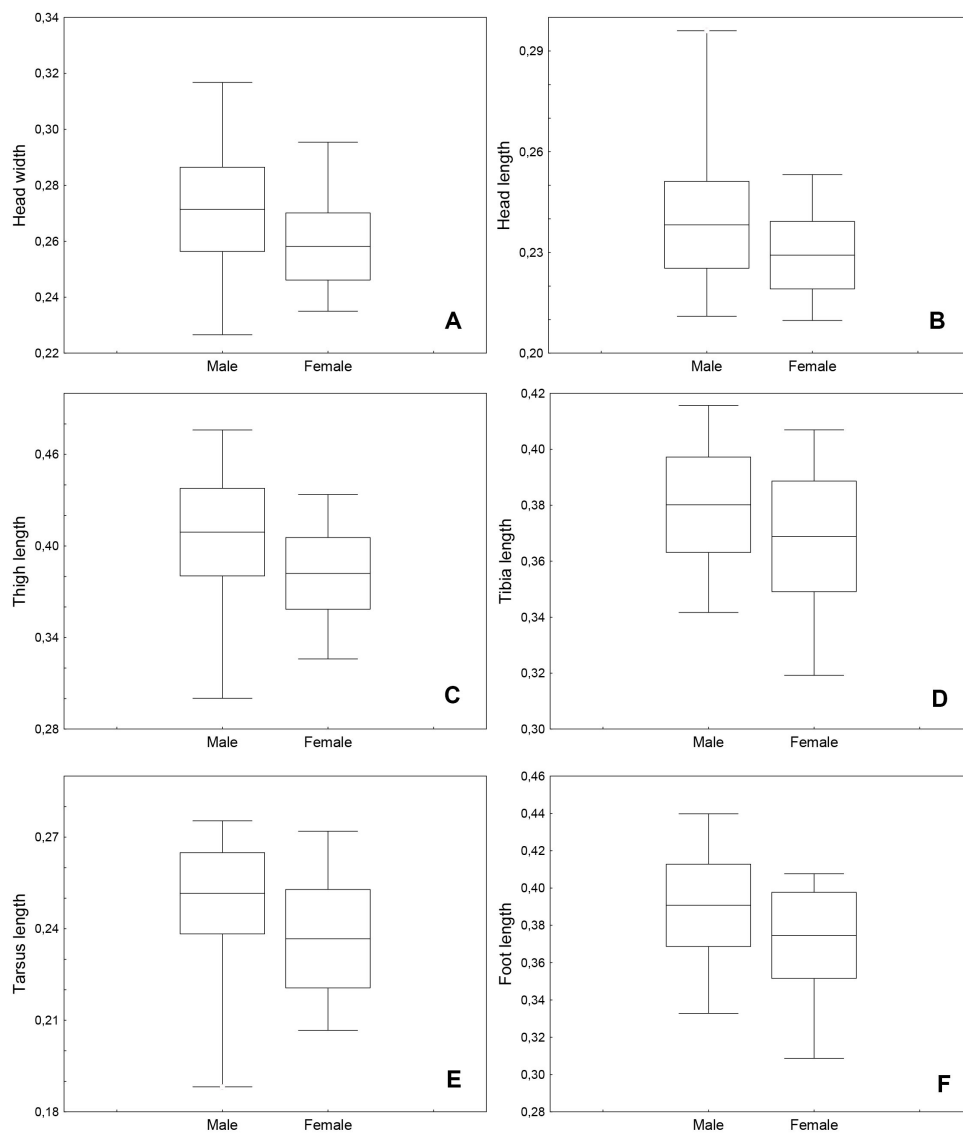 0,34
0,32
0,30
0,28
0,26
0,24
0,22
Head width
Male Female
A
0,29
0,26
0,23
0,20
Head length
Male Female
B
0,46
0,40
0,34
0,28
Thigh length
Male Female
C
0,42
0,40
0,38
0,36
0,34
0,32
0,30
Tibia length
Male Female
D
0,27
0,24
0,21
0,18
Tarsus length
Male Female
E
0,46
0,44
0,42
0,40
0,38
0,36
0,34
0,32
0,30
0,28
Foot length
Male Female
F